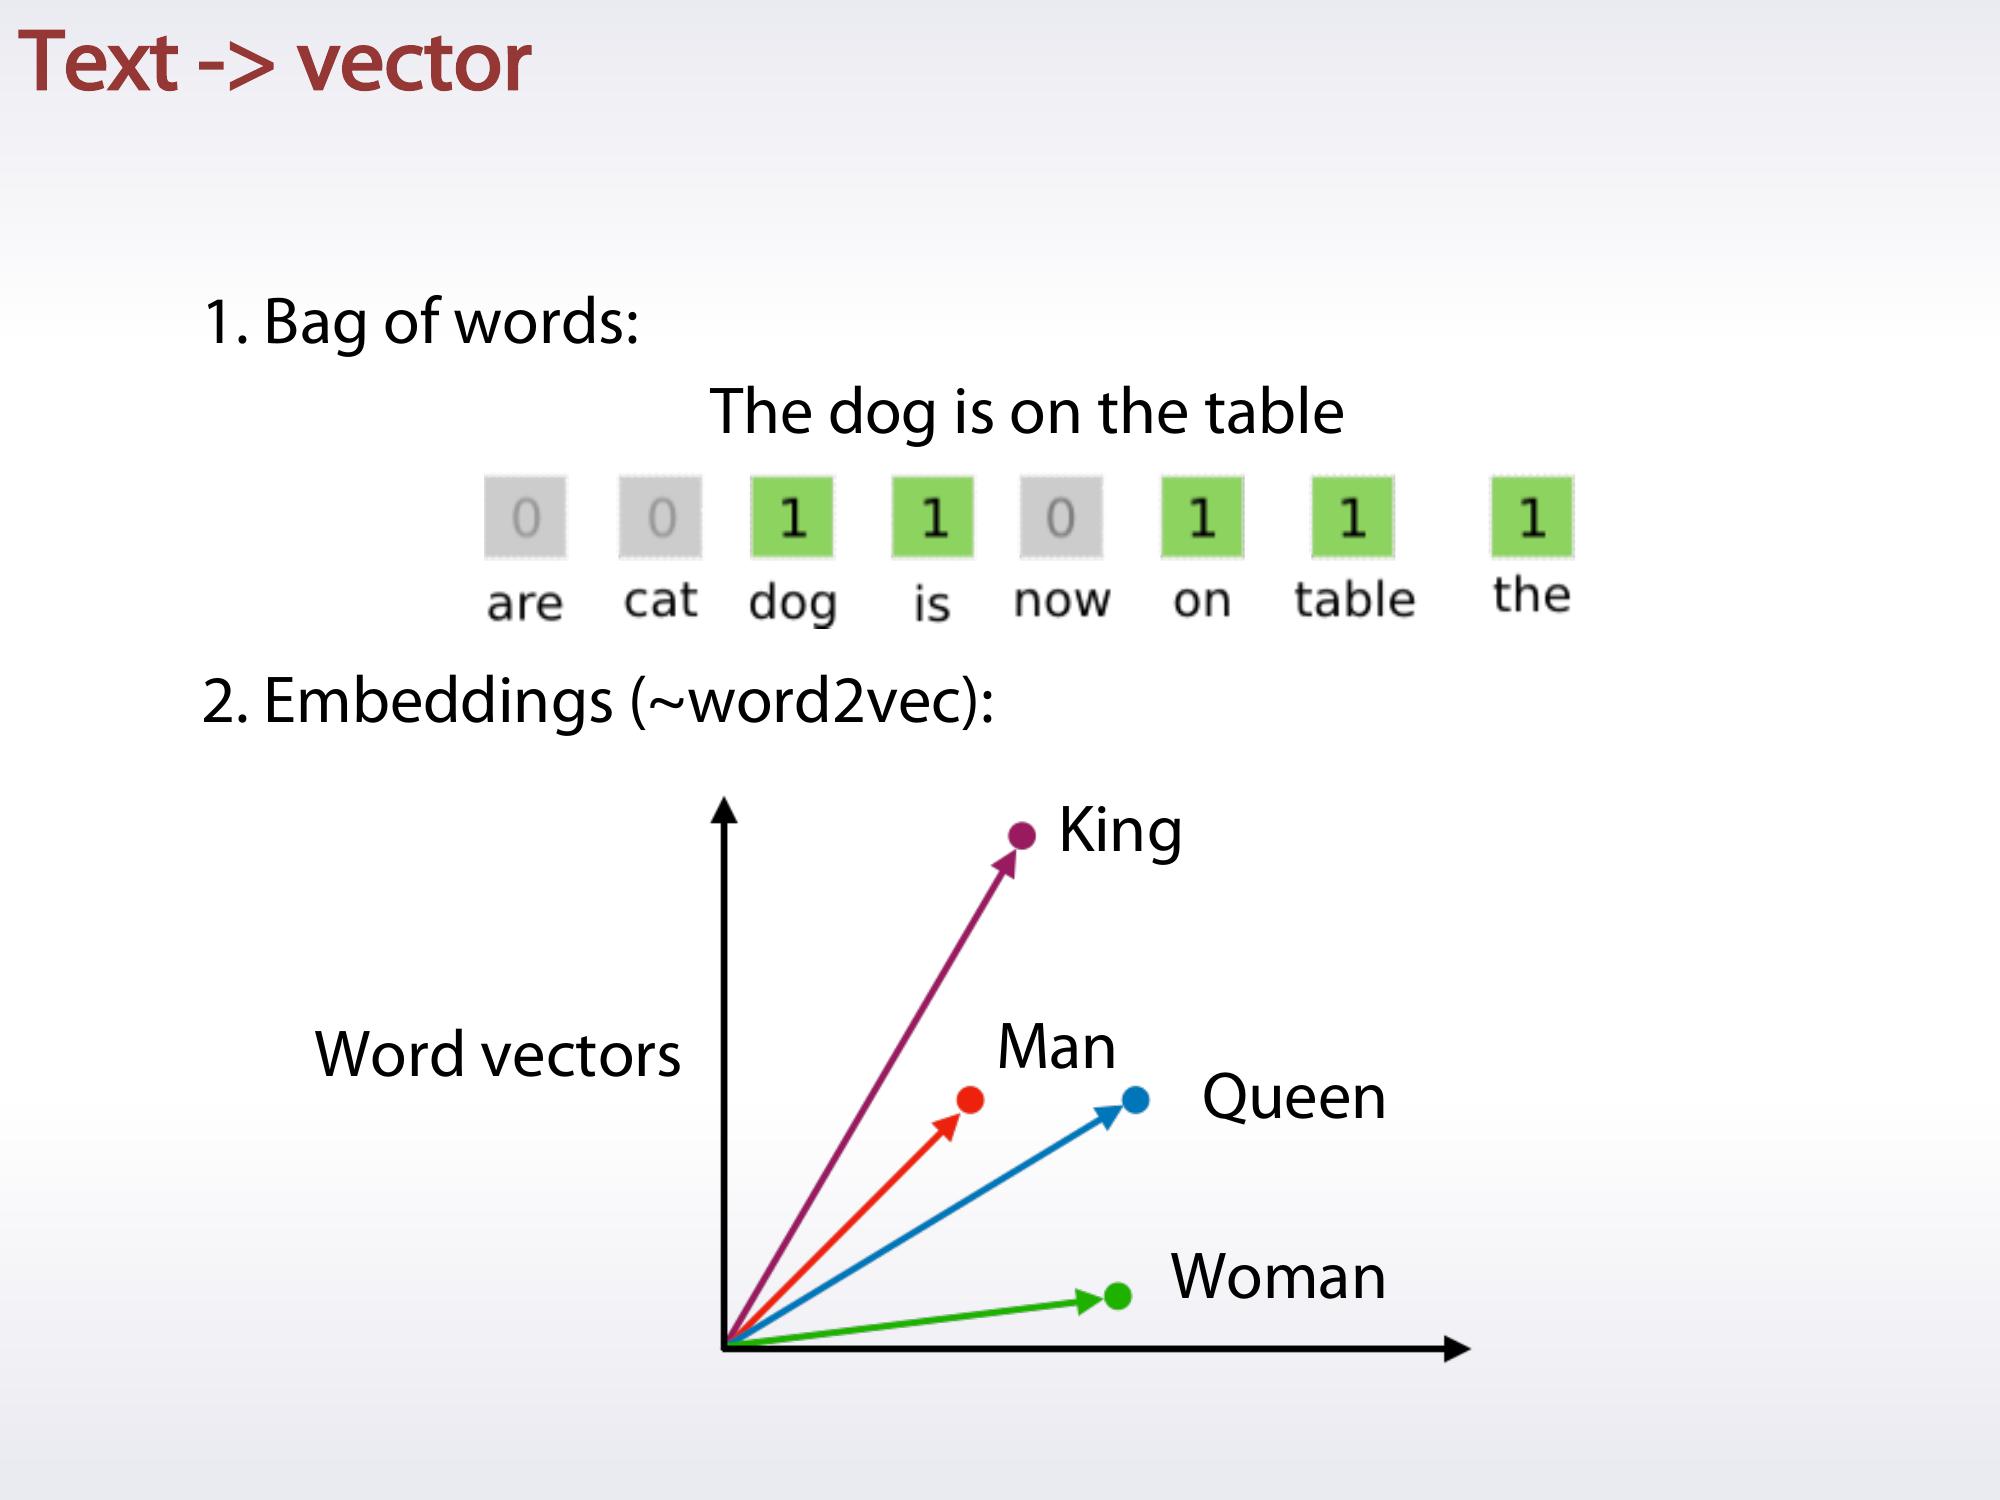 Text -> vector
1. Bag of words:
The dog is on the table
0 0 1 1 0 1 1 1
are cat dog is now on table the
2. Embeddings (~word2vec):
King
Man
Word vectors
Queen
Woman